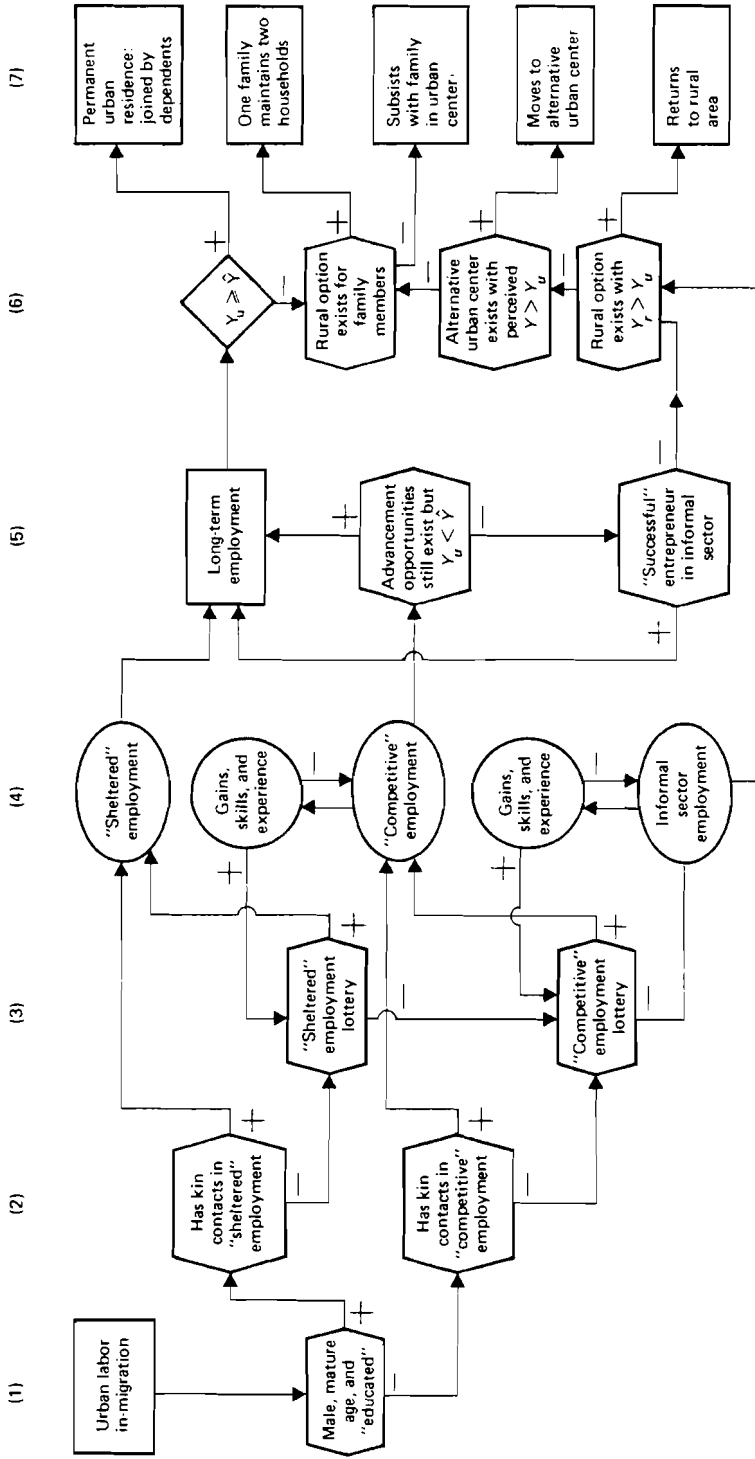 (1)
(2)
(3)
(4)
(5)
(6)
(7)
Urban labor
in-migration
Male, mature
age, and
"educated"
+
−
Has kin
contacts in
"sheltered"
employment
+
−
Has kin
contacts in
"competitive"
employment
+
−
"Sheltered"
employment
lottery
+
−
"Competitive"
employment
lottery
+
−
"Sheltered"
employment
Gains,
skills, and
experience
+
−
"Competitive"
employment
Gains,
skills, and
experience
+
−
Informal
sector
employment
Long-term
employment
+
Advancement
opportunities
still exist but
Yu < Ŷ
−
"Successful"
entrepreneur
in informal
sector
+
−
Yu ⩾ Ŷ
+
−
Rural option
exists for
family
members
+
−
Alternative
urban center
exists with
perceived
Y > Yu
+
−
Rural option
exists with
Yr > Yu
+
−
Permanent
urban
residence:
joined by
dependents
One family
maintains two
households
Subsists
with family
in urban
center.
Moves to
alternative
urban center
Returns
to rural
area